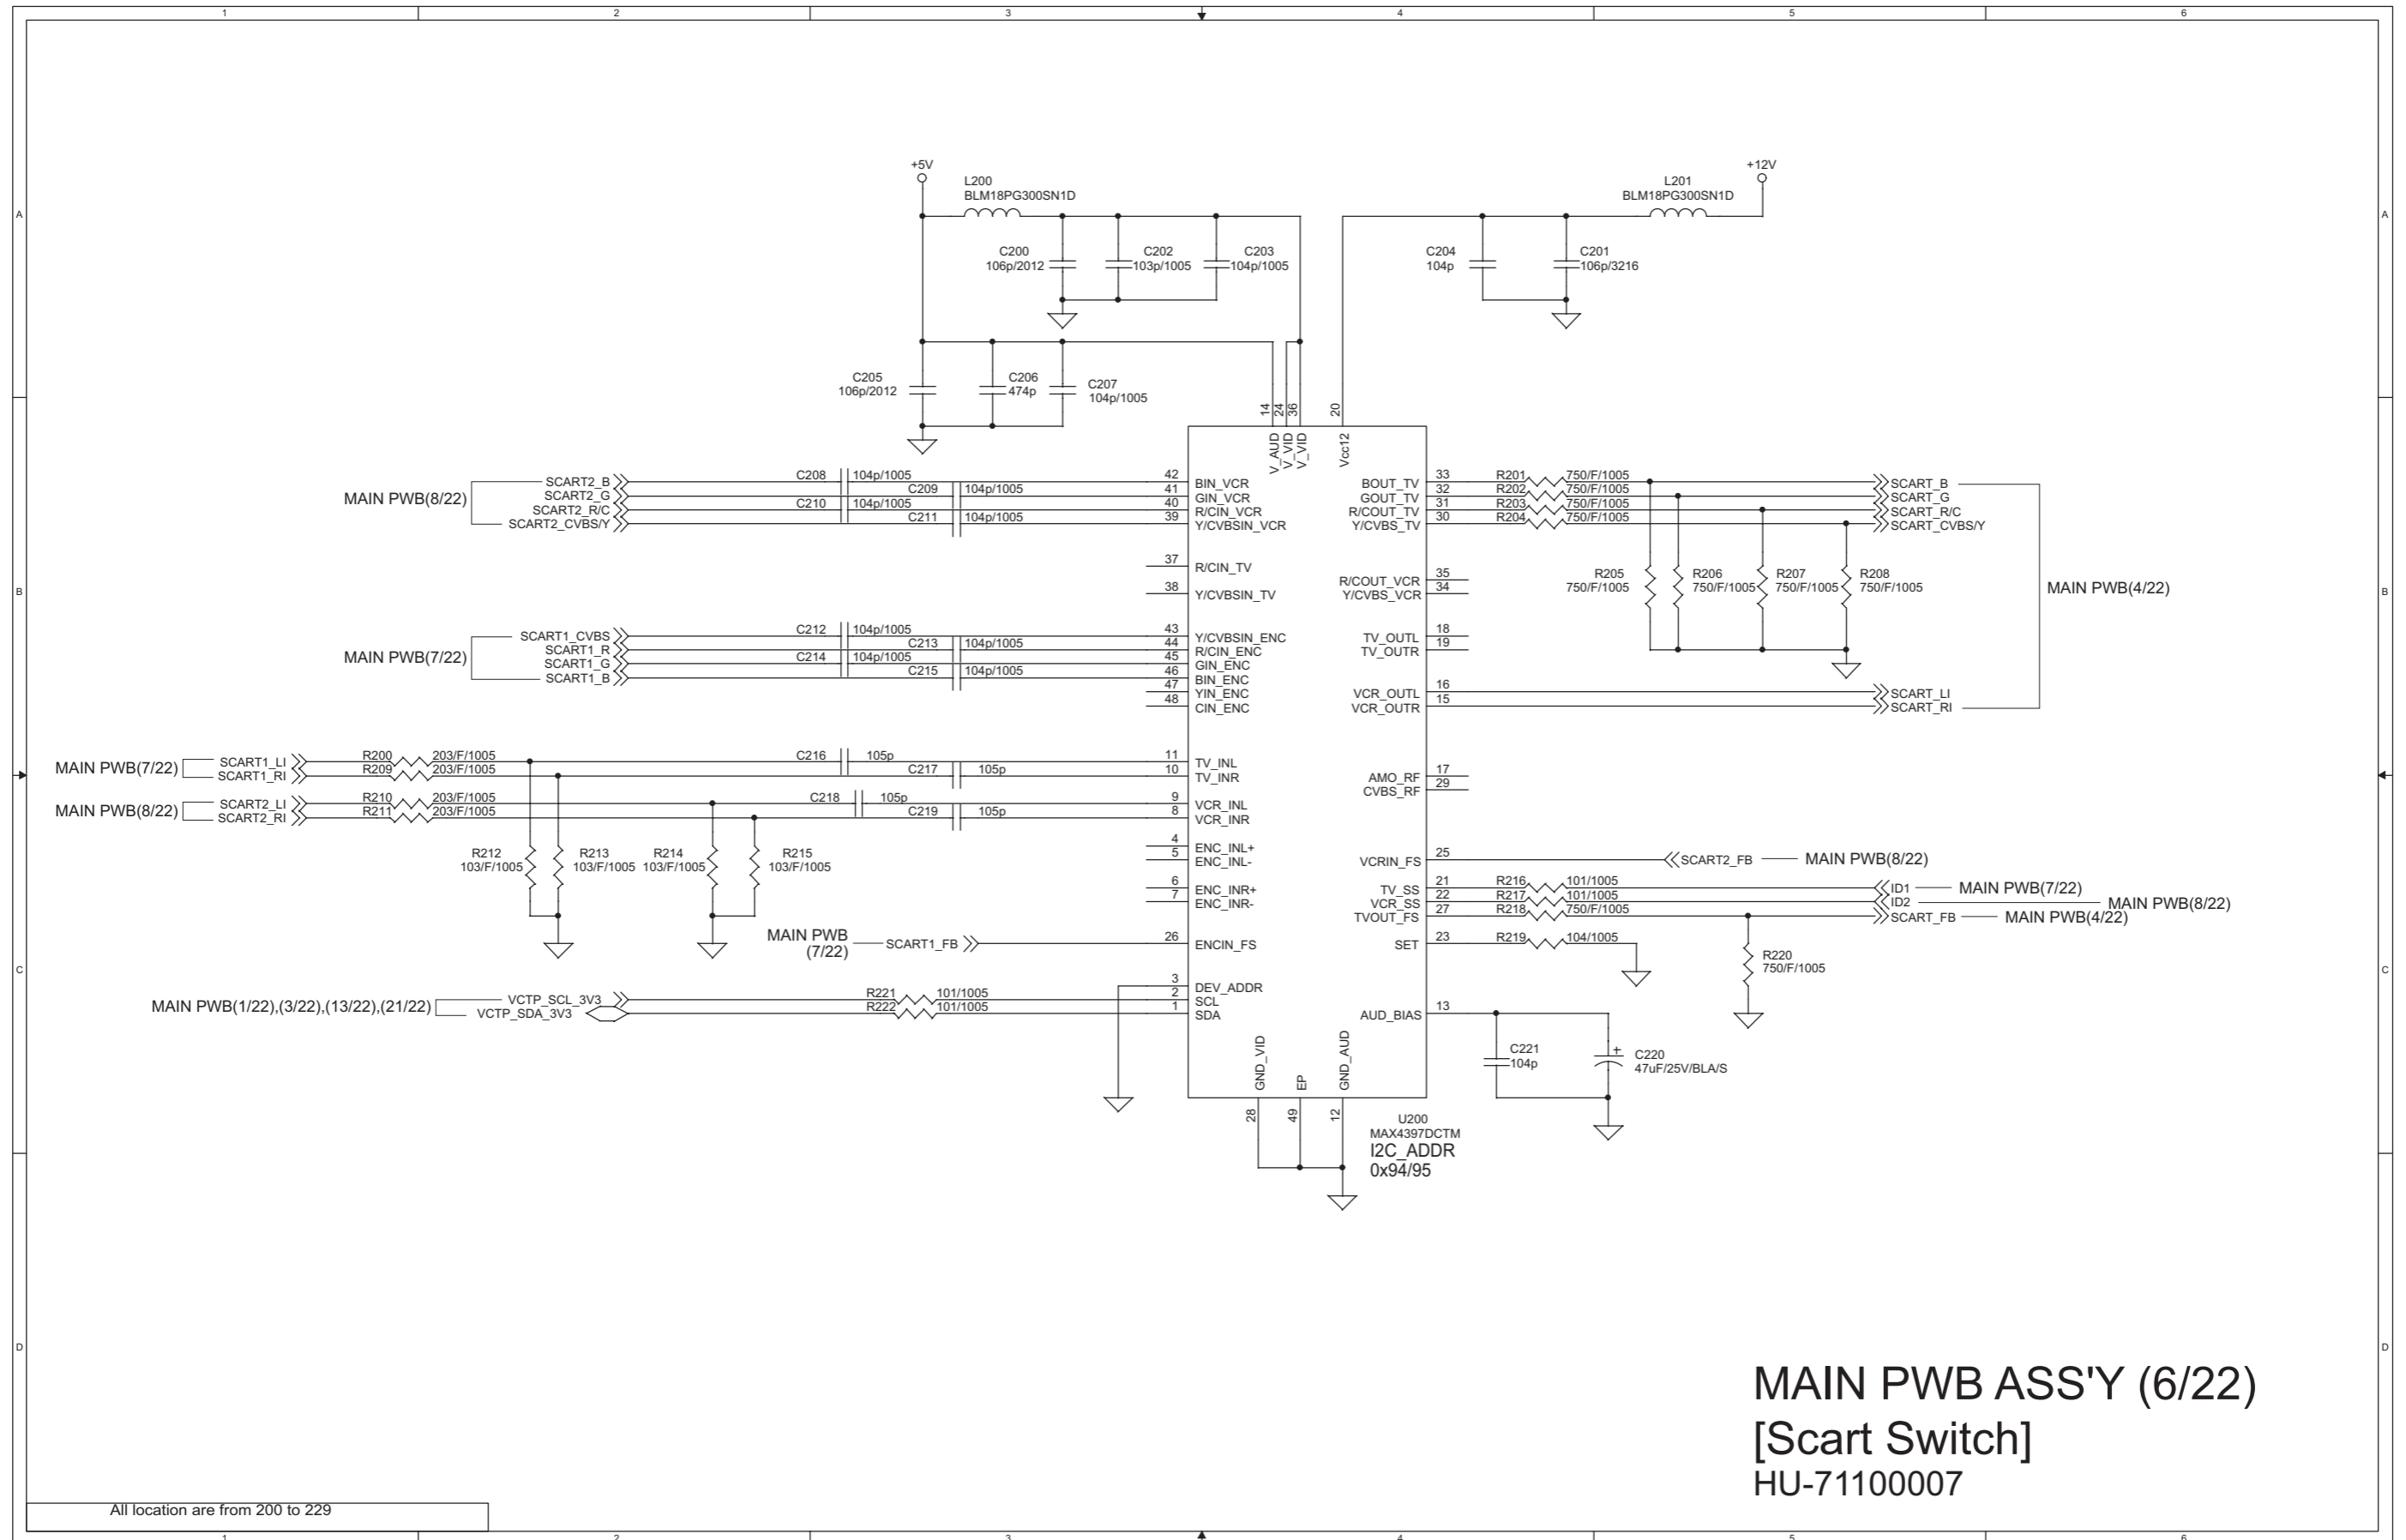 1 2 3 4 5 6
A A
B B
C C
D D
+5V
L200
BLM18PG300SN1D
C200
106p/2012
C202
103p/1005
C203
104p/1005
+12V
L201
BLM18PG300SN1D
C204
104p
C201
106p/3216
C205
106p/2012
C206
474p
C207
104p/1005
14
24
36
20
V_AUD
V_VID
V_VID
Vcc12
MAIN PWB(8/22)
SCART2_B C208 104p/1005 42 BIN_VCR
SCART2_G C209 104p/1005 41 GIN_VCR
SCART2_R/C C210 104p/1005 40 R/CIN_VCR
SCART2_CVBS/Y C211 104p/1005 39 Y/CVBSIN_VCR
37 R/CIN_TV
38 Y/CVBSIN_TV
MAIN PWB(7/22)
SCART1_CVBS C212 104p/1005 43 Y/CVBSIN_ENC
SCART1_R C213 104p/1005 44 R/CIN_ENC
SCART1_G C214 104p/1005 45 GIN_ENC
SCART1_B C215 104p/1005 46 BIN_ENC
47 YIN_ENC
48 CIN_ENC
MAIN PWB(7/22)
SCART1_LI R200 203/F/1005 C216 105p 11 TV_INL
SCART1_RI R209 203/F/1005 C217 105p 10 TV_INR
MAIN PWB(8/22)
SCART2_LI R210 203/F/1005 C218 105p 9 VCR_INL
SCART2_RI R211 203/F/1005 C219 105p 8 VCR_INR
R212
103/F/1005
R213
103/F/1005
R214
103/F/1005
R215
103/F/1005
4 ENC_INL+
5 ENC_INL-
6 ENC_INR+
7 ENC_INR-
MAIN PWB
(7/22)
SCART1_FB 26 ENCIN_FS
3 DEV_ADDR
MAIN PWB(1/22),(3/22),(13/22),(21/22)
VCTP_SCL_3V3 R221 101/1005 2 SCL
VCTP_SDA_3V3 R222 101/1005 1 SDA
BOUT_TV 33 R201 750/F/1005 SCART_B
GOUT_TV 32 R202 750/F/1005 SCART_G
R/COUT_TV 31 R203 750/F/1005 SCART_R/C
Y/CVBS_TV 30 R204 750/F/1005 SCART_CVBS/Y
R205
750/F/1005
R206
750/F/1005
R207
750/F/1005
R208
750/F/1005
MAIN PWB(4/22)
R/COUT_VCR 35
Y/CVBS_VCR 34
TV_OUTL 18
TV_OUTR 19
VCR_OUTL 16 SCART_LI
VCR_OUTR 15 SCART_RI
AMO_RF 17
CVBS_RF 29
VCRIN_FS 25 SCART2_FB MAIN PWB(8/22)
TV_SS 21 R216 101/1005 ID1 MAIN PWB(7/22)
VCR_SS 22 R217 101/1005 ID2 MAIN PWB(8/22)
TVOUT_FS 27 R218 750/F/1005 SCART_FB MAIN PWB(4/22)
SET 23 R219 104/1005
R220
750/F/1005
AUD_BIAS 13
C221
104p
+
C220
47uF/25V/BLA/S
GND_VID
EP
GND_AUD
28
49
12
U200
MAX4397DCTM
I2C_ADDR
0x94/95
MAIN PWB ASS'Y (6/22)
[Scart Switch]
HU-71100007
All location are from 200 to 229
1 2 3 4 5 6